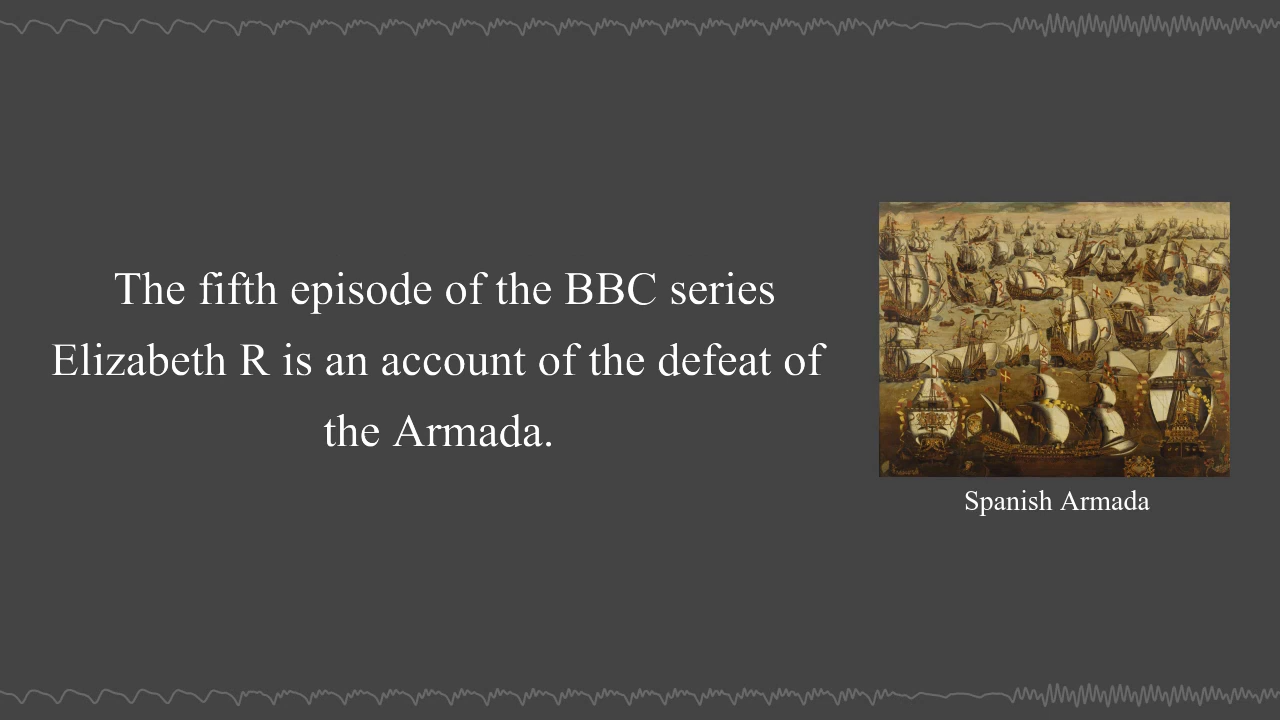 The fifth episode of the BBC series
Elizabeth R is an account of the defeat of
the Armada.
Spanish Armada